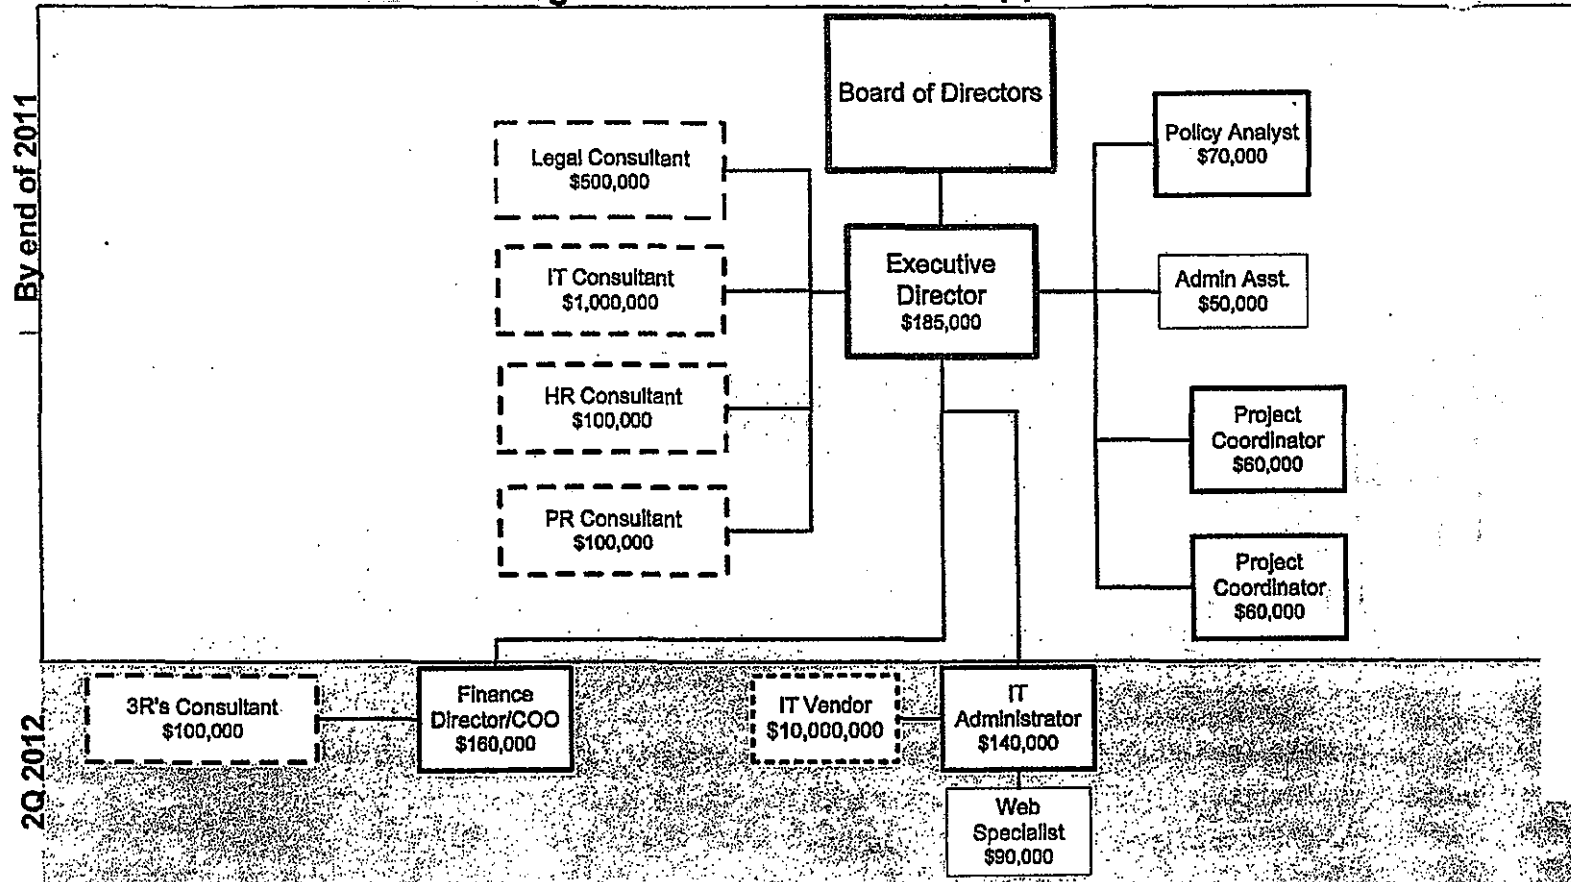 By end of 2011
Board of Directors
Legal Consultant
$500,000
Policy Analyst
$70,000
IT Consultant
$1,000,000
Executive
Director
$185,000
Admin Asst.
$50,000
HR Consultant
$100,000
Project
Coordinator
$60,000
PR Consultant
$100,000
Project
Coordinator
$60,000
2Q 2012
3R's Consultant
$100,000
Finance
Director/COO
$160,000
IT Vendor
$10,000,000
IT
Administrator
$140,000
Web
Specialist
$90,000